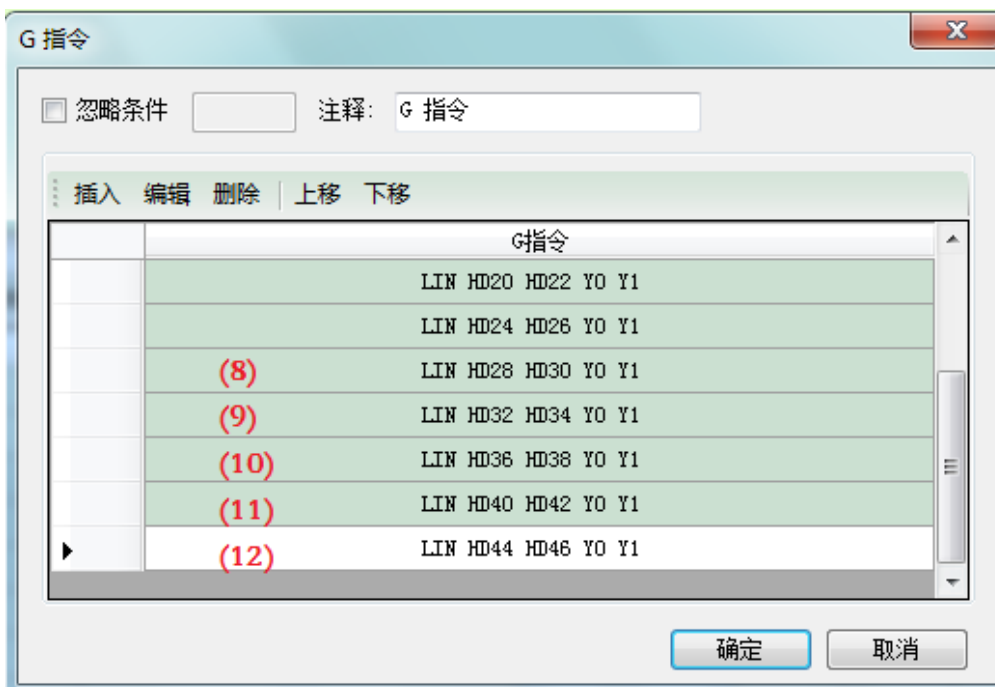 G 指令
忽略条件 注释: G 指令
插入 编辑 删除 上移 下移
G指令
LIN HD20 HD22 Y0 Y1
LIN HD24 HD26 Y0 Y1
(8) LIN HD28 HD30 Y0 Y1
(9) LIN HD32 HD34 Y0 Y1
(10) LIN HD36 HD38 Y0 Y1
(11) LIN HD40 HD42 Y0 Y1
(12) LIN HD44 HD46 Y0 Y1
确定 取消